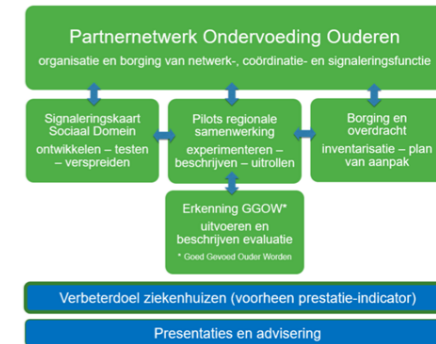 Partnernetwerk Ondervoeding Ouderen
organisatie en borging van netwerk-, coördinatie- en signaleringsfunctie
Signaleringskaart
Sociaal Domein
ontwikkelen – testen
– verspreiden
Pilots regionale
samenwerking
experimenteren –
beschrijven – uitrollen
Borging en
overdracht
inventarisatie – plan
van aanpak
Erkenning GGOW*
uitvoeren en
beschrijven evaluatie
* Goed Gevoed Ouder Worden
Verbeterdoel ziekenhuizen (voorheen prestatie-indicator)
Presentaties en advisering